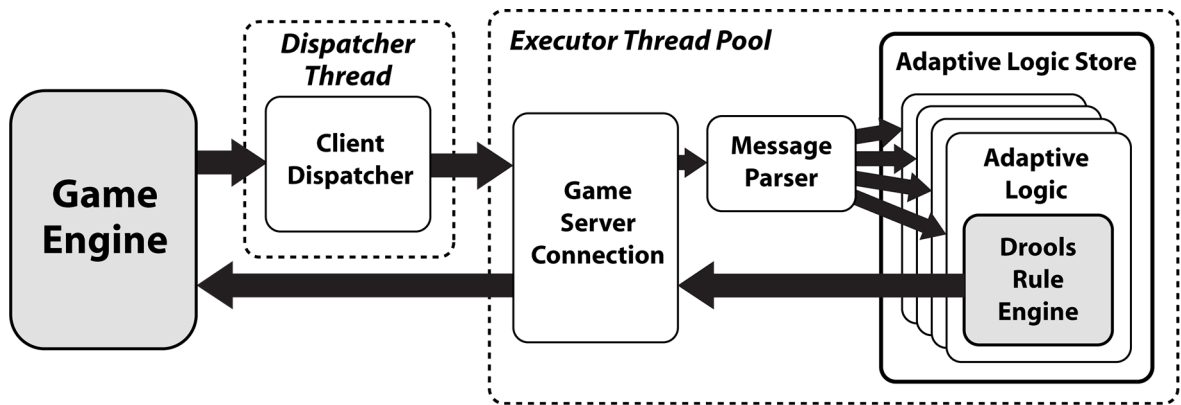 Game
Engine
Dispatcher
Thread
Client
Dispatcher
Executor Thread Pool
Game
Server
Connection
Message
Parser
Adaptive Logic Store
Adaptive
Logic
Drools
Rule
Engine